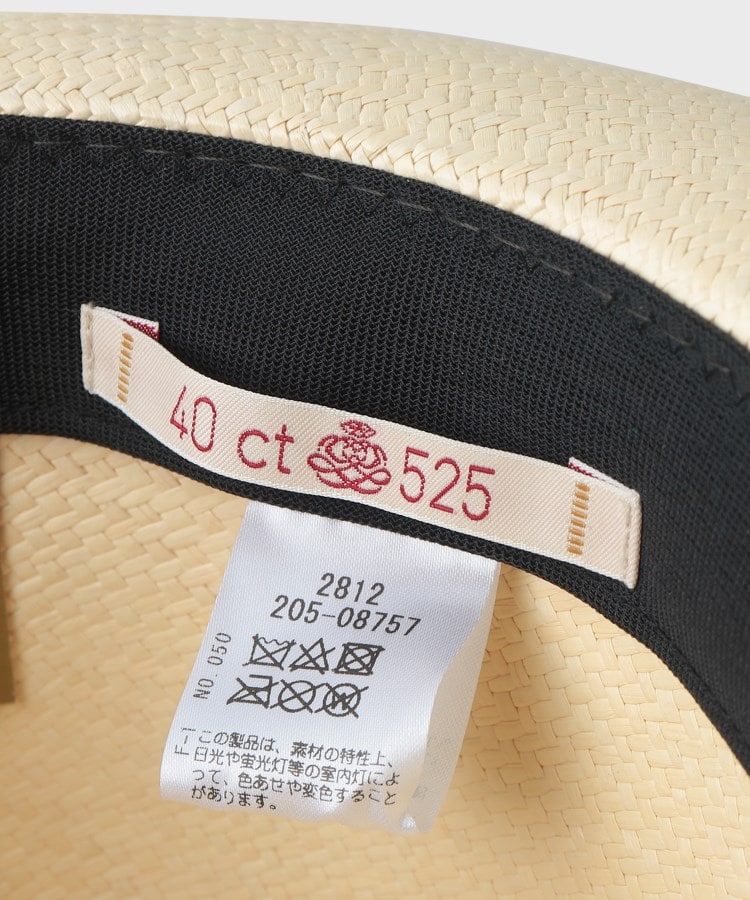 40 ct 525
2812
205-08757
NO. 050
F-1
この製品は、素材の特性上、
日光や蛍光灯等の室内灯によ
って、色あせや変色すること
があります。